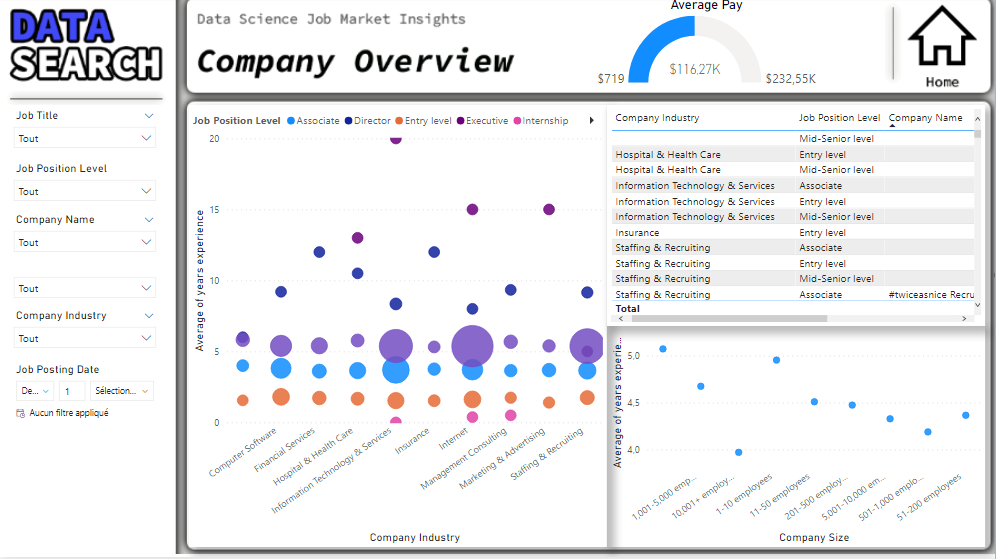 DATA
SEARCH
Data Science Job Market Insights
Company Overview
Average Pay
$116,27K
$719
$232,55K
Home
Job Title
Tout
Job Position Level
Tout
Company Name
Tout
Tout
Company Industry
Tout
Job Posting Date
De...
1
Sélection...
Aucun filtre appliqué
Job Position Level Associate Director Entry level Executive Internship
Average of years experience
20
15
10
5
0
Computer Software
Financial Services
Hospital & Health Care
Information Technology & Services
Insurance
Internet
Management Consulting
Marketing & Advertising
Staffing & Recruiting
Company Industry
Company Industry Job Position Level Company Name
Mid-Senior level
Hospital & Health Care Entry level
Hospital & Health Care Mid-Senior level
Information Technology & Services Associate
Information Technology & Services Entry level
Information Technology & Services Mid-Senior level
Insurance Entry level
Staffing & Recruiting Associate
Staffing & Recruiting Entry level
Staffing & Recruiting Mid-Senior level
Staffing & Recruiting Associate #twiceasnice Recru
Total
Average of years experie...
5,0
4,5
4,0
1,001-5,000 emp...
10,001+ employ...
1-10 employees
11-50 employees
201-500 employ...
5,001-10,000 em...
501-1,000 emplo...
51-200 employees
Company Size